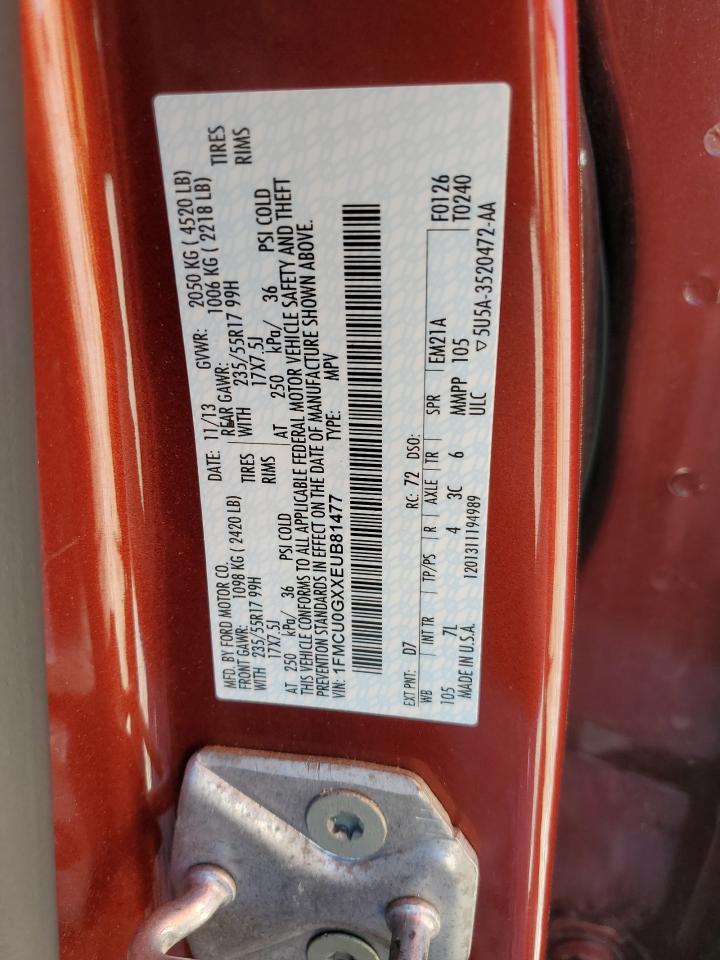 MFD. BY FORD MOTOR CO. DATE: 11/13 GVWR: 2050 KG ( 4520 LB)
FRONT GAWR: 1098 KG ( 2420 LB) REAR GAWR: 1006 KG ( 2218 LB)
WITH 235/55R17 99H TIRES WITH 235/55R17 99H TIRES
17X7.5J RIMS 17X7.5J RIMS
AT 250 kPa/ 36 PSI COLD AT 250 kPa/ 36 PSI COLD
THIS VEHICLE CONFORMS TO ALL APPLICABLE FEDERAL MOTOR VEHICLE SAFETY AND THEFT
PREVENTION STANDARDS IN EFFECT ON THE DATE OF MANUFACTURE SHOWN ABOVE.
VIN: 1FMCU0GXXEUB81477 TYPE: MPV
EXT PNT: D7 RC: 72 DSO: F0126
WB INT TR TP/PS R AXLE TR SPR EM21A T0240
105 7L 4 3C 6 MMPP 105
MADE IN U.S.A. 1201311194989 ULC ▽5U5A-3520472-AA